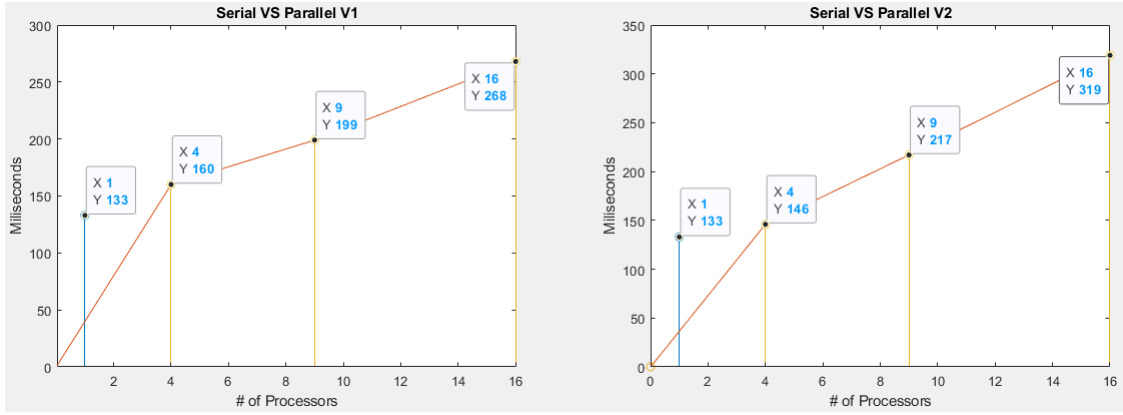 Serial VS Parallel V1
300
250
200
150
100
50
0
Miliseconds
X 1
Y 133
X 4
Y 160
X 9
Y 199
X 16
Y 268
2
4
6
8
10
12
14
16
# of Processors
Serial VS Parallel V2
350
300
250
200
150
100
50
0
Miliseconds
X 1
Y 133
X 4
Y 146
X 9
Y 217
X 16
Y 319
0
2
4
6
8
10
12
14
16
# of Processors